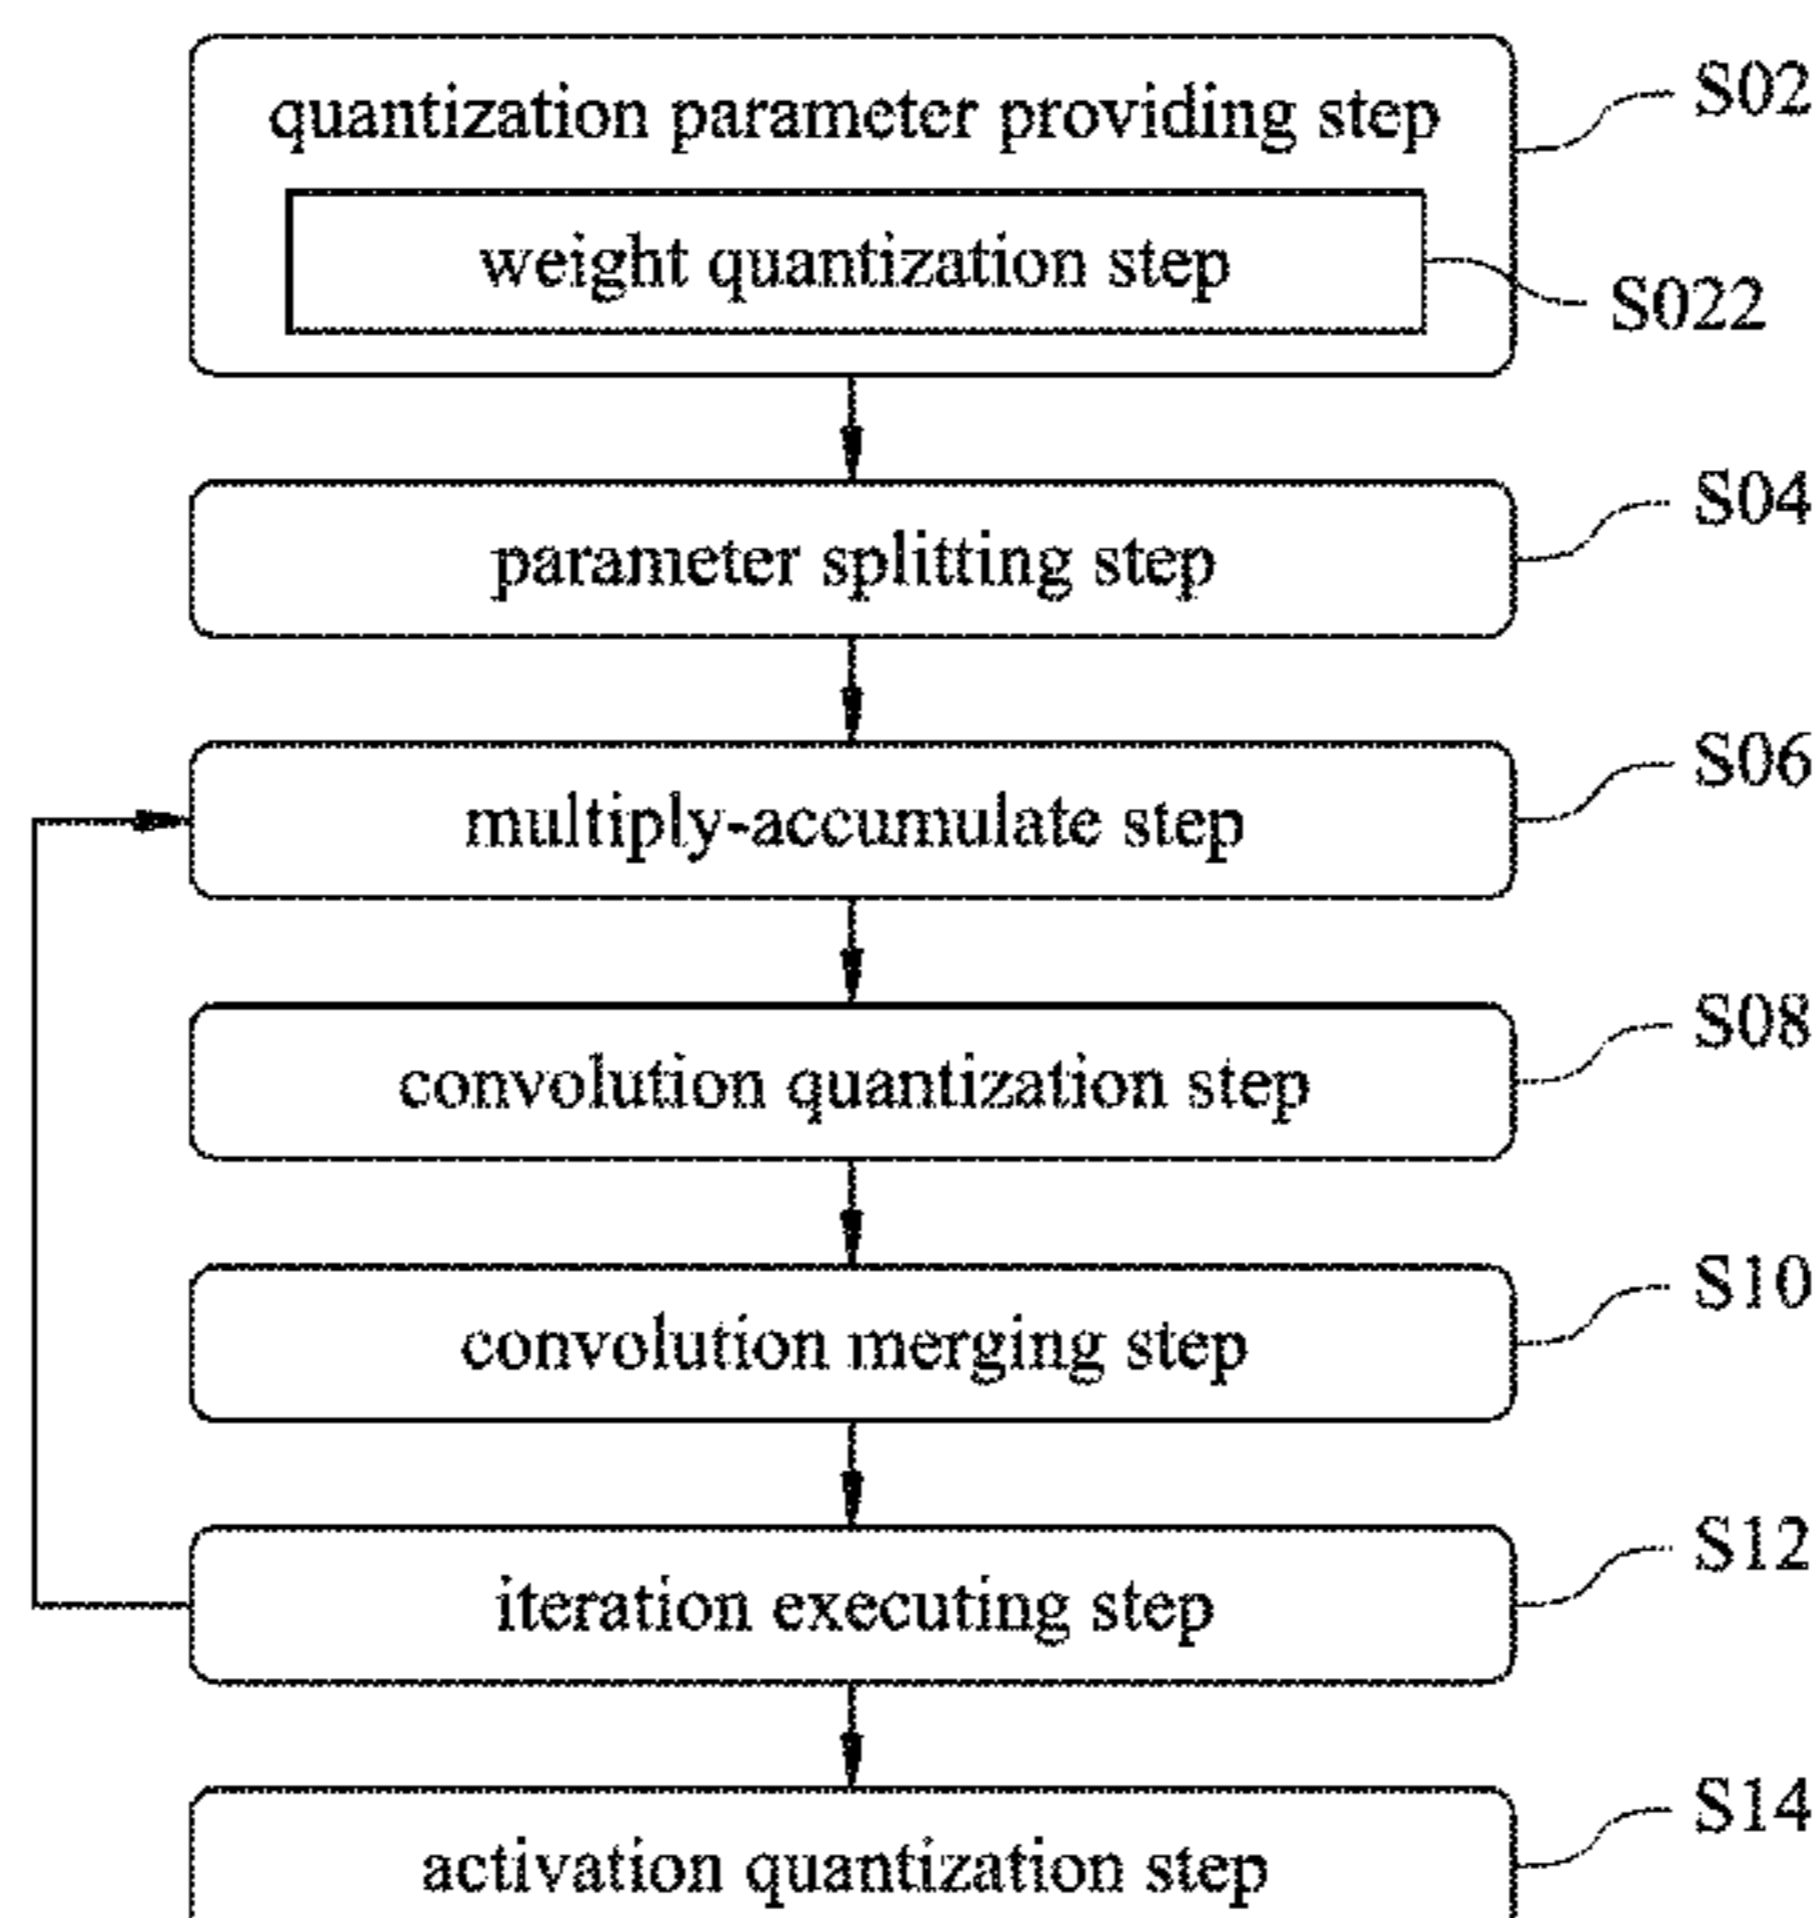 quantization parameter providing step
S02
weight quantization step
S022
parameter splitting step
S04
multiply-accumulate step
S06
convolution quantization step
S08
convolution merging step
S10
iteration executing step
S12
activation quantization step
S14